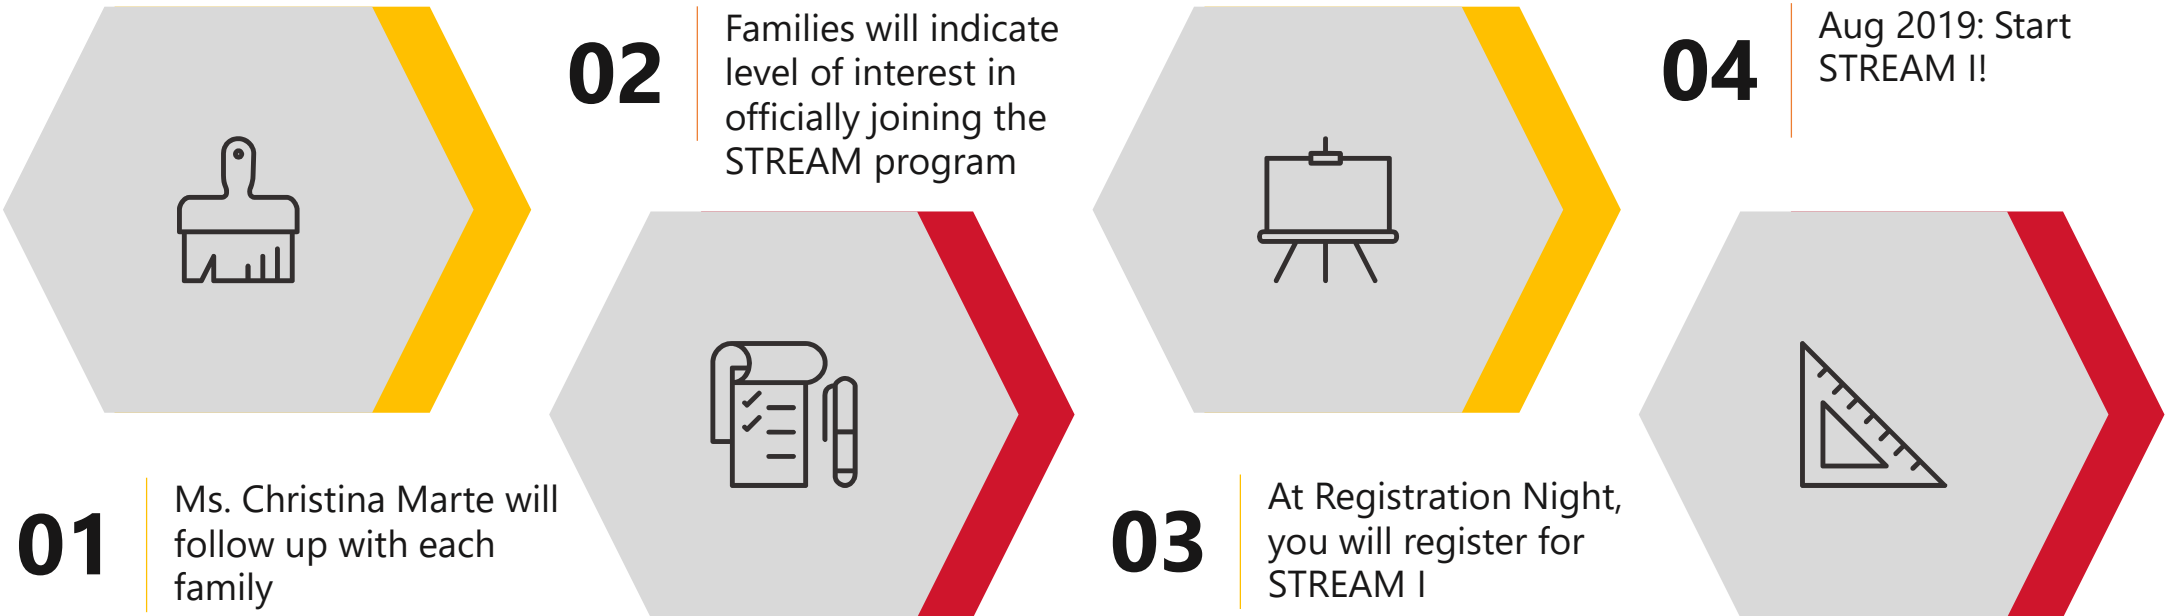 01
Ms. Christina Marte will
follow up with each
family
02
Families will indicate
level of interest in
officially joining the
STREAM program
03
At Registration Night,
you will register for
STREAM I
04
Aug 2019: Start
STREAM I!